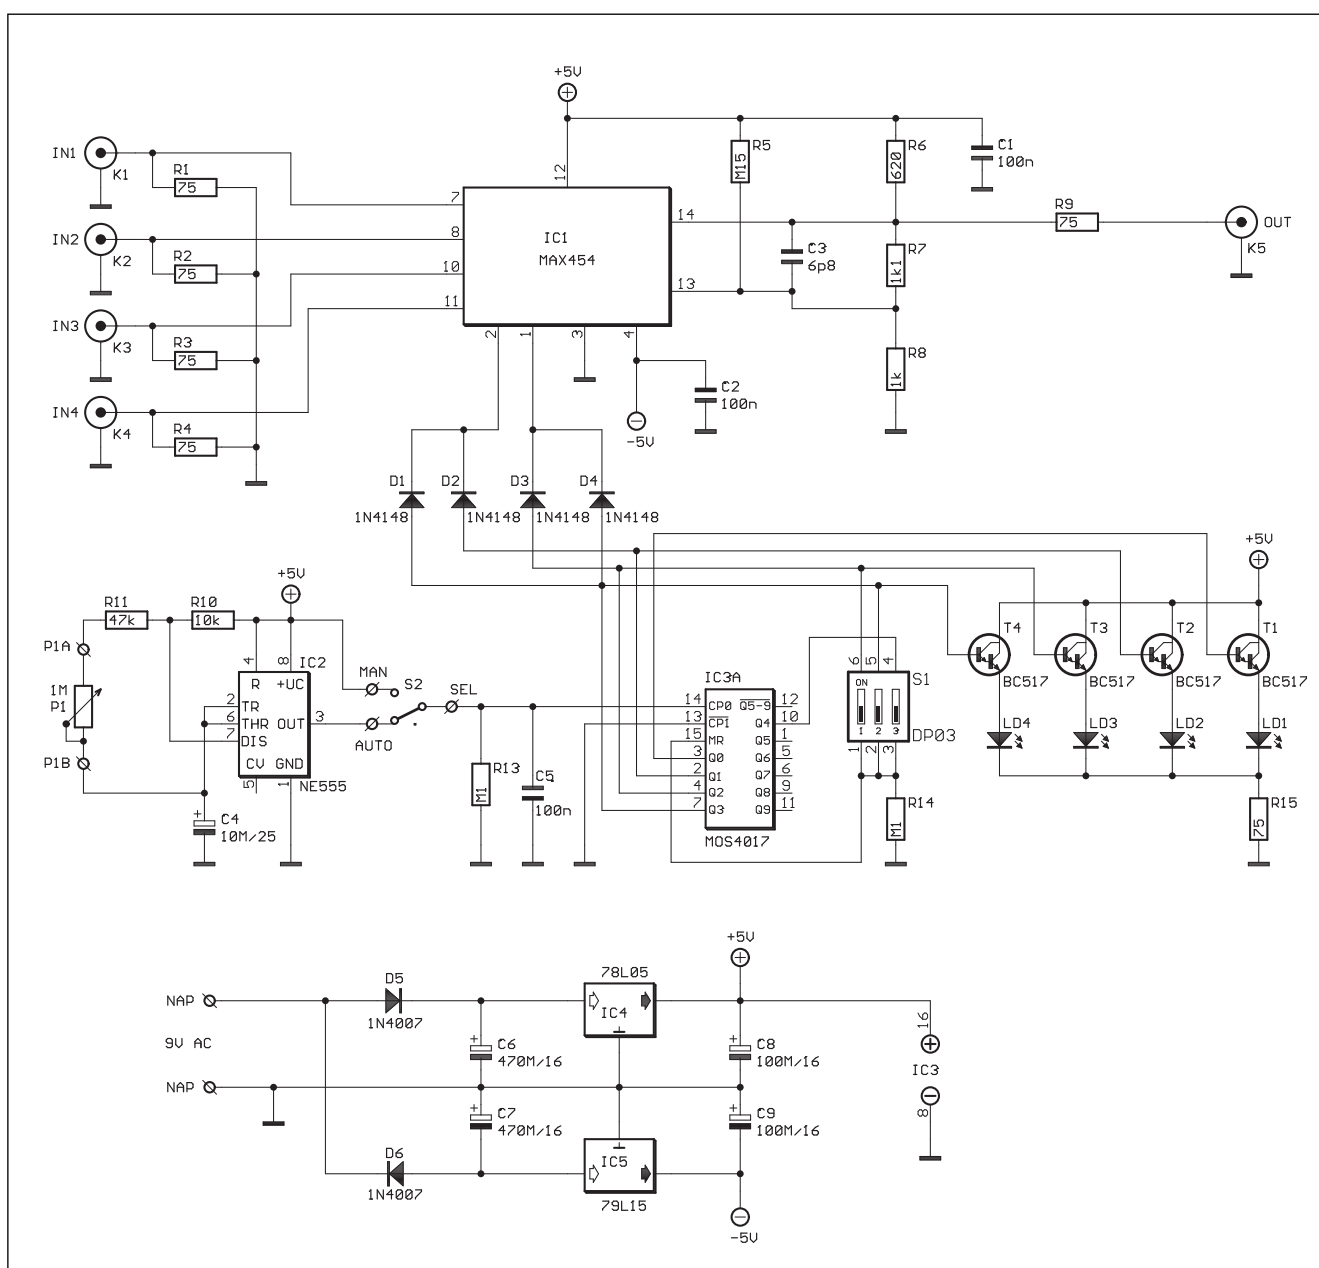 +5V
IN1
K1
R1
75
IN2
K2
R2
75
IN3
K3
R3
75
IN4
K4
R4
75
12
7
8
10
11
IC1
MAX454
14
13
2
1
3
4
R5
M15
R6
620
C1
100n
C3
6p8
R7
1k1
R8
1k
R9
75
OUT
K5
C2
100n
-5V
D1
D2
D3
D4
1N4148
1N4148
1N4148
1N4148
+5V
R11
47k
R10
10k
P1A
1M
P1
P1B
4
8
IC2
R
+UC
2
TR
6
THR
OUT
3
7
DIS
CV
GND
5
1
NE555
+
C4
10M/25
MAN
S2
AUTO
SEL
R13
M1
C5
100n
IC3A
14
CP0
Q5-9
12
13
CP1
Q4
10
15
MR
Q5
1
3
Q0
Q6
5
2
Q1
Q7
6
4
Q2
Q8
9
7
Q3
Q9
11
MOS4017
6
5
4
S1
ON
1
2
3
DP03
1
2
3
R14
M1
+5V
T4
T3
T2
T1
BC517
BC517
BC517
BC517
LD4
LD3
LD2
LD1
R15
75
NAP
9V AC
NAP
D5
1N4007
D6
1N4007
+
C6
470M/16
+
C7
470M/16
78L05
IC4
IC5
79L15
+5V
+
C8
100M/16
+
C9
100M/16
-5V
16
IC3
8